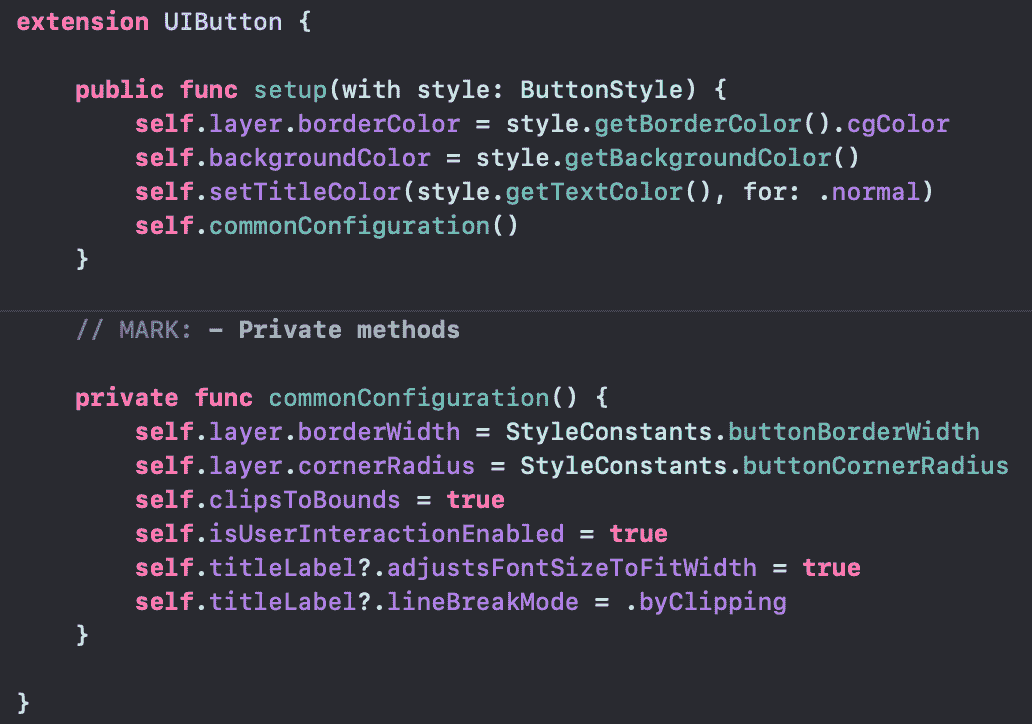 extension UIButton {
    public func setup(with style: ButtonStyle) {
        self.layer.borderColor = style.getBorderColor().cgColor
        self.backgroundColor = style.getBackgroundColor()
        self.setTitleColor(style.getTextColor(), for: .normal)
        self.commonConfiguration()
    }
    // MARK: - Private methods
    private func commonConfiguration() {
        self.layer.borderWidth = StyleConstants.buttonBorderWidth
        self.layer.cornerRadius = StyleConstants.buttonCornerRadius
        self.clipsToBounds = true
        self.isUserInteractionEnabled = true
        self.titleLabel?.adjustsFontSizeToFitWidth = true
        self.titleLabel?.lineBreakMode = .byClipping
    }
}